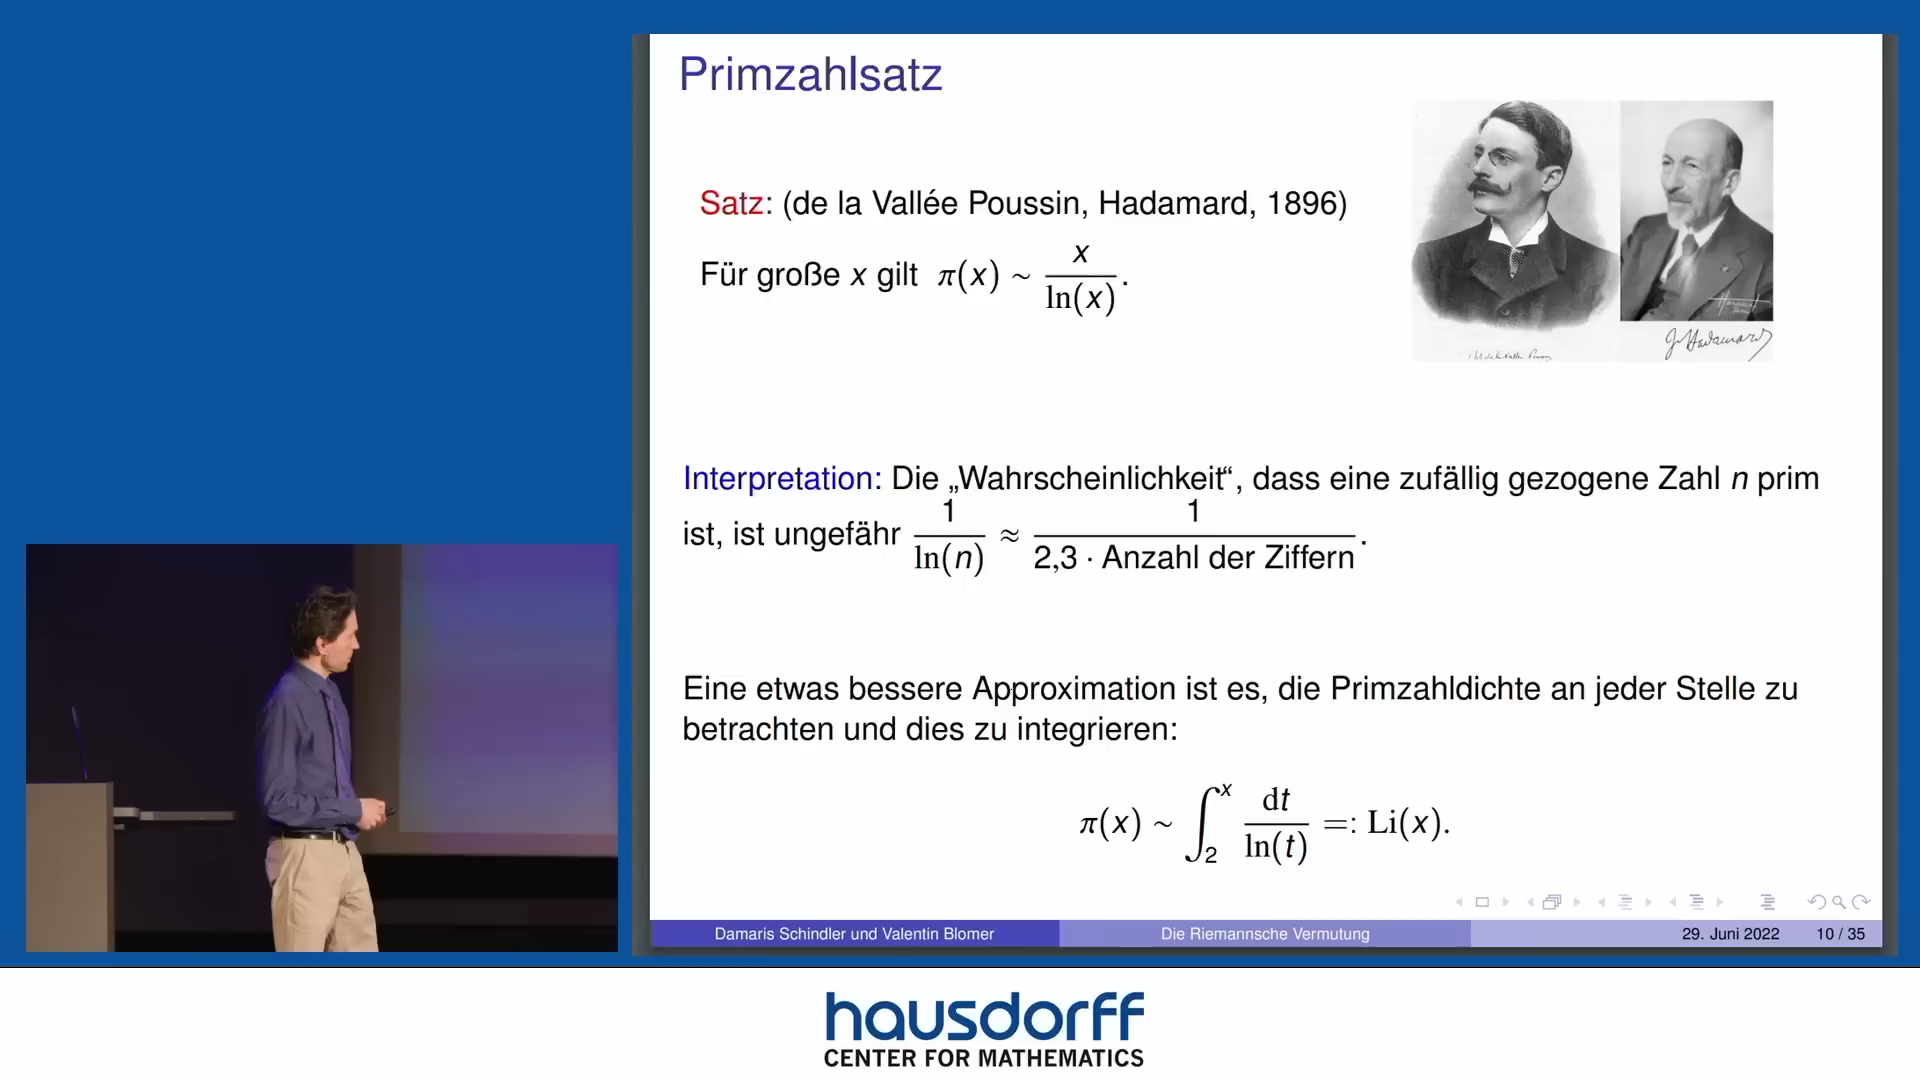 Primzahlsatz
Satz: (de la Vallée Poussin, Hadamard, 1896)
Für große x gilt π(x) ∼ x / ln(x).
Hadamard
Interpretation: Die „Wahrscheinlichkeit“, dass eine zufällig gezogene Zahl n prim
ist, ist ungefähr 1 / ln(n) ≈ 1 / 2,3 · Anzahl der Ziffern.
Eine etwas bessere Approximation ist es, die Primzahldichte an jeder Stelle zu
betrachten und dies zu integrieren:
π(x) ∼ ∫₂ˣ dt / ln(t) =: Li(x).
Damaris Schindler und Valentin Blomer Die Riemannsche Vermutung 29. Juni 2022 10 / 35
hausdorff
CENTER FOR MATHEMATICS